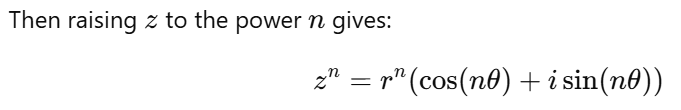 Then raising z to the power n gives:
zⁿ = rⁿ(cos(nθ) + i sin(nθ))